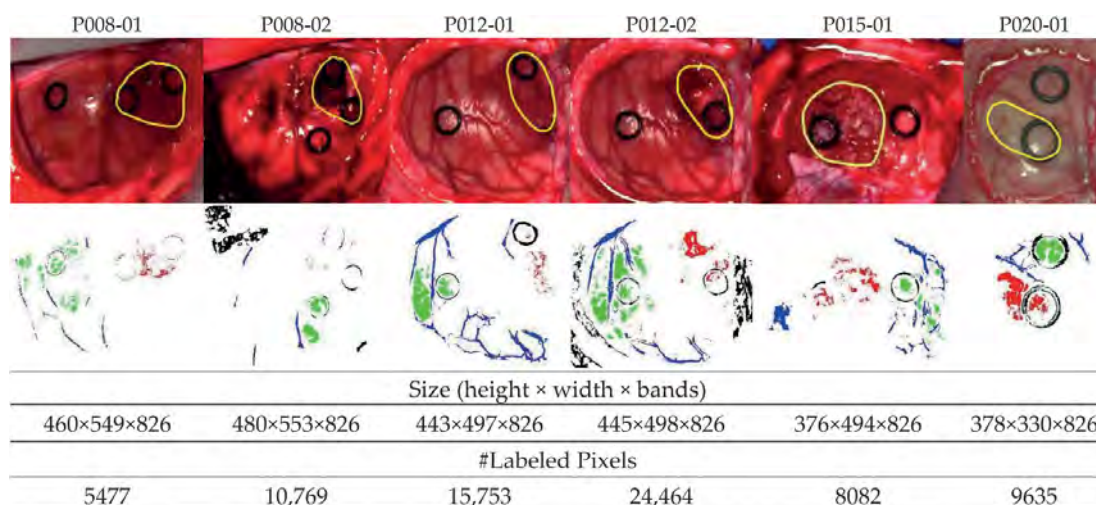 P008-01 P008-02 P012-01 P012-02 P015-01 P020-01
Size (height × width × bands)
460×549×826 480×553×826 443×497×826 445×498×826 376×494×826 378×330×826
#Labeled Pixels
5477 10,769 15,753 24,464 8082 9635